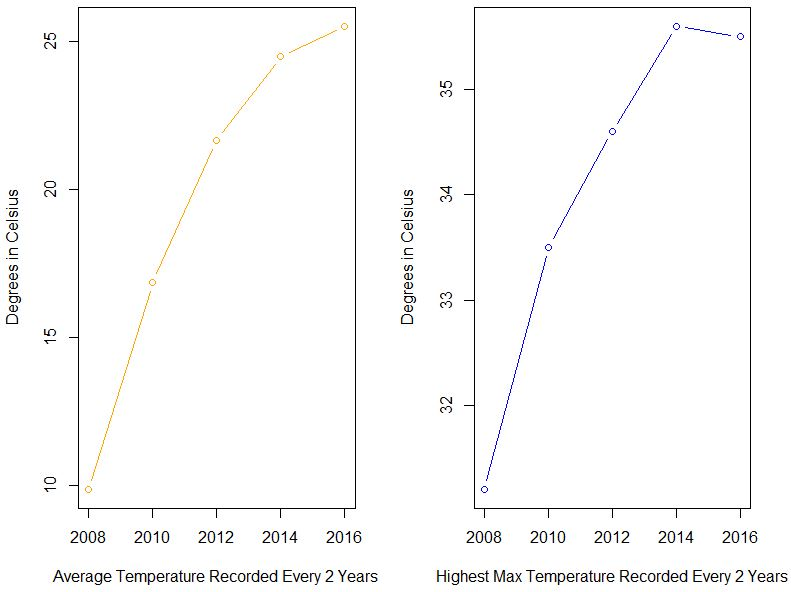 Degrees in Celsius
25
20
15
10
2008 2010 2012 2014 2016
Average Temperature Recorded Every 2 Years
Degrees in Celsius
35
34
33
32
2008 2010 2012 2014 2016
Highest Max Temperature Recorded Every 2 Years